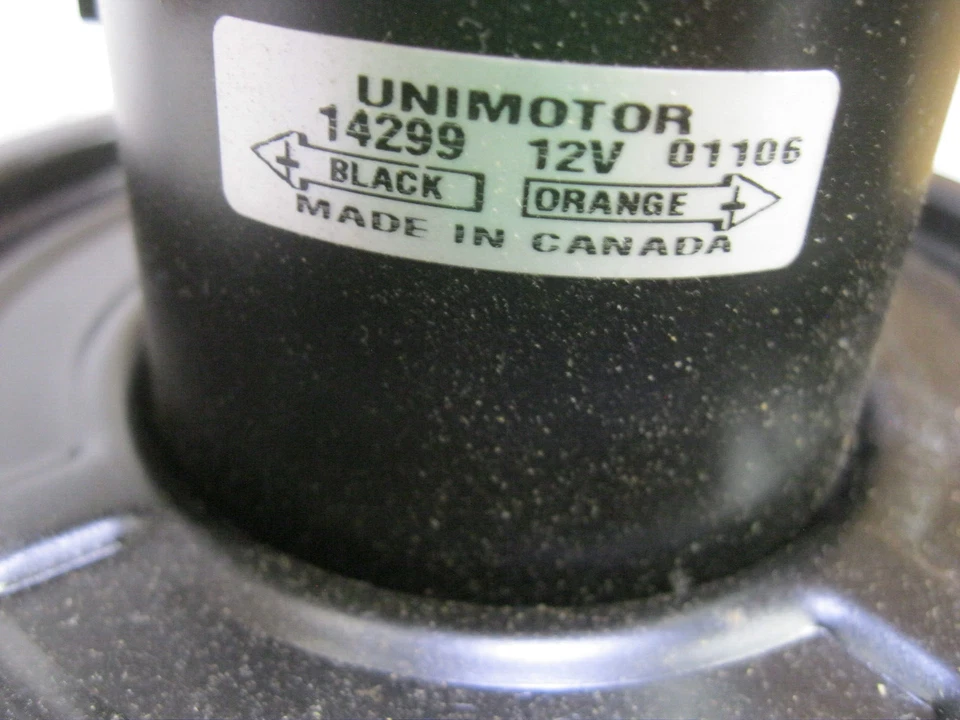 UNIMOTOR
14299 12V 01106
+ BLACK ORANGE +
MADE IN CANADA